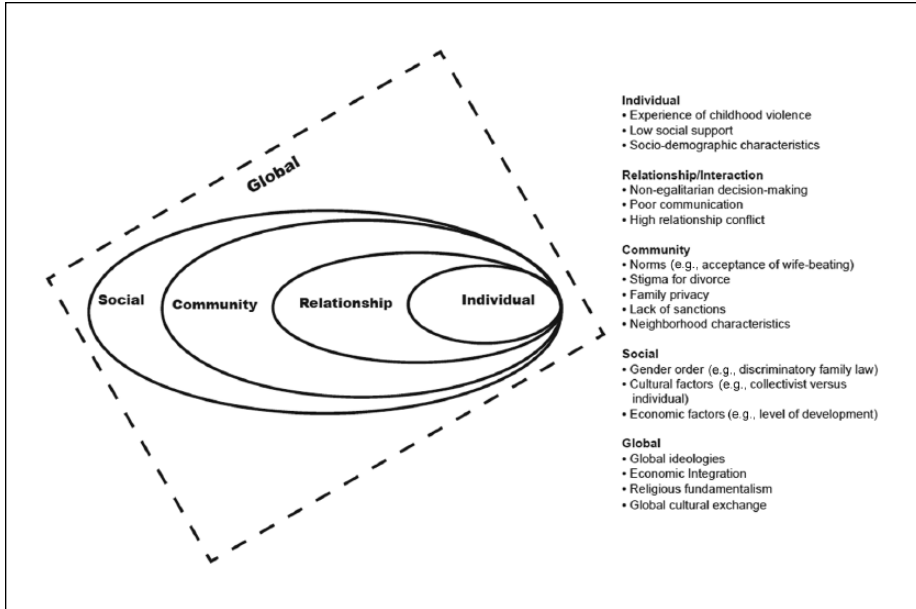 Global
Social
Community
Relationship
Individual
Individual
• Experience of childhood violence
• Low social support
• Socio-demographic characteristics
Relationship/Interaction
• Non-egalitarian decision-making
• Poor communication
• High relationship conflict
Community
• Norms (e.g., acceptance of wife-beating)
• Stigma for divorce
• Family privacy
• Lack of sanctions
• Neighborhood characteristics
Social
• Gender order (e.g., discriminatory family law)
• Cultural factors (e.g., collectivist versus
individual)
• Economic factors (e.g., level of development)
Global
• Global ideologies
• Economic Integration
• Religious fundamentalism
• Global cultural exchange